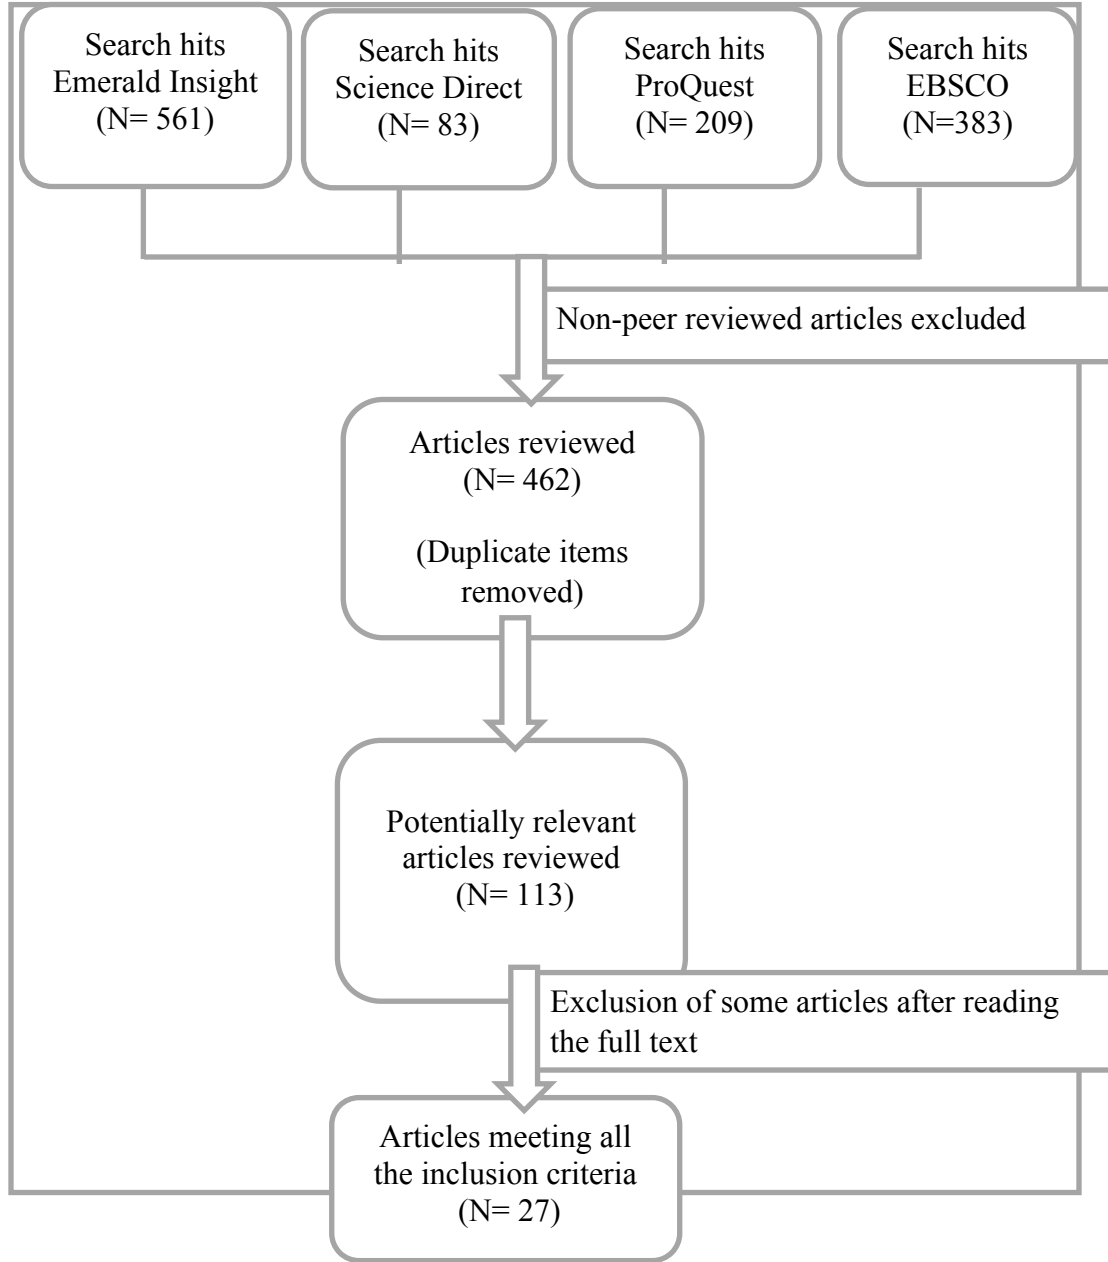 Search hits
Emerald Insight
(N= 561)
Search hits
Science Direct
(N= 83)
Search hits
ProQuest
(N= 209)
Search hits
EBSCO
(N=383)
Non-peer reviewed articles excluded
Articles reviewed
(N= 462)
(Duplicate items
removed)
Potentially relevant
articles reviewed
(N= 113)
Exclusion of some articles after reading
the full text
Articles meeting all
the inclusion criteria
(N= 27)